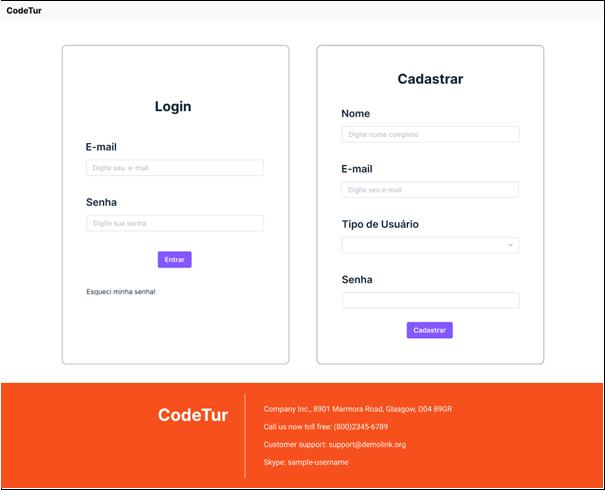 CodeTur
Login
E-mail
Digite seu e-mail
Senha
Digite sua senha
Entrar
Esqueci minha senha!
Cadastrar
Nome
Digite nome completo
E-mail
Digite seu e-mail
Tipo de Usuário
Senha
Cadastrar
CodeTur
Company Inc., 8901 Marmora Road, Glasgow, D04 89GR
Call us now toll free: (800)2345-6789
Customer support: support@demolink.org
Skype: sample-username